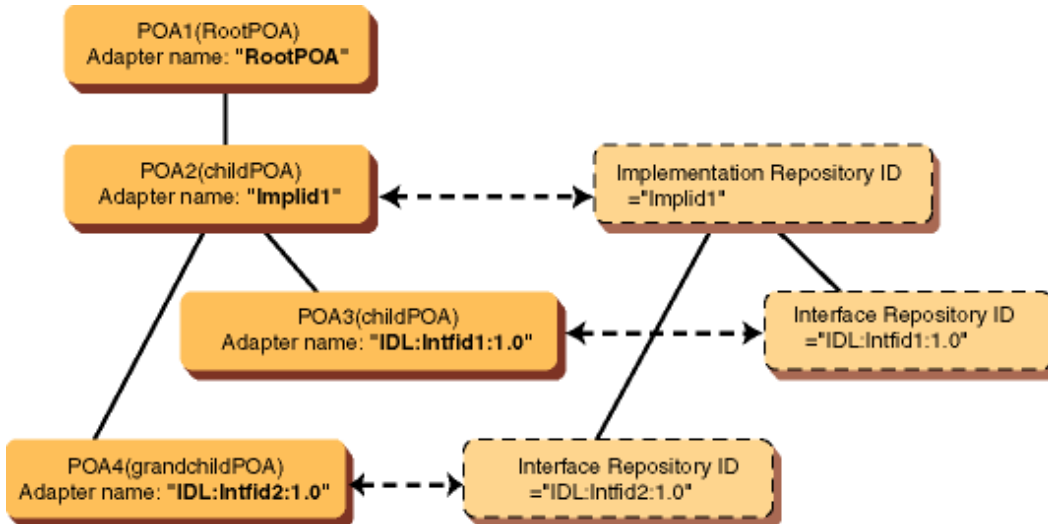 POA1(RootPOA)
Adapter name: "RootPOA"
POA2(childPOA)
Adapter name: "Implid1"
Implementation Repository ID
="Implid1"
POA3(childPOA)
Adapter name: "IDL:Intfid1:1.0"
Interface Repository ID
="IDL:Intfid1:1.0"
POA4(grandchildPOA)
Adapter name: "IDL:Intfid2:1.0"
Interface Repository ID
="IDL:Intfid2:1.0"